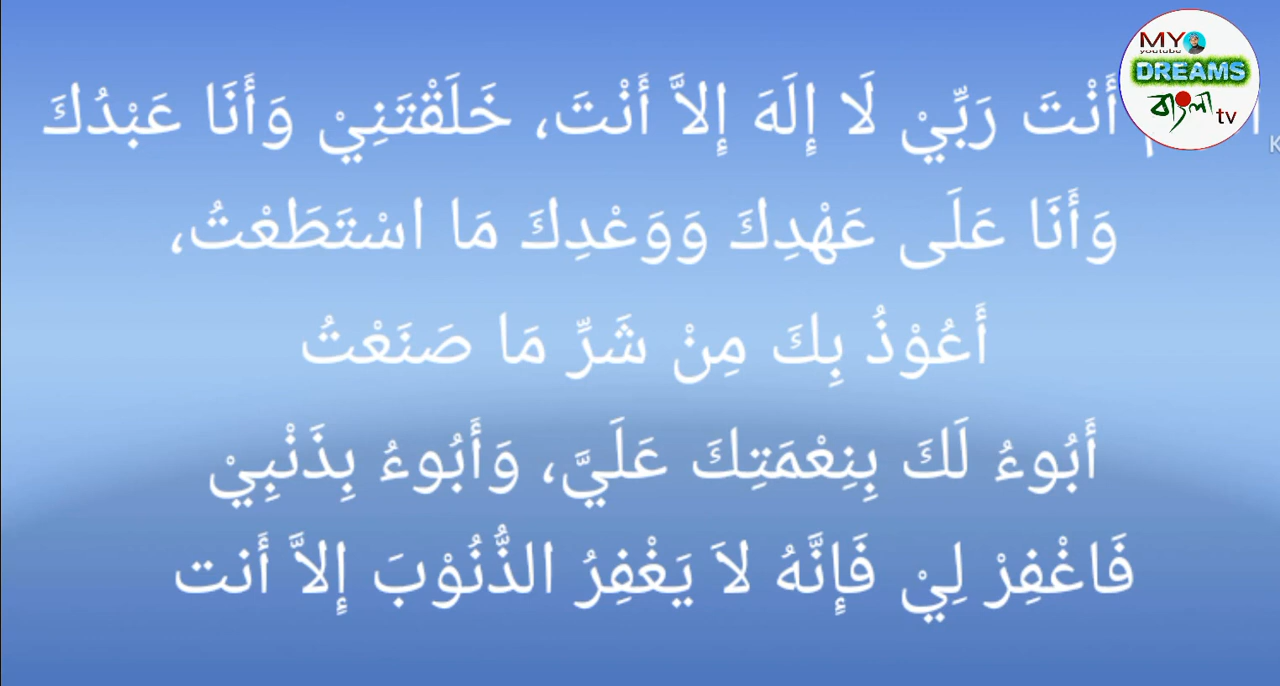 MY
youtube
DREAMS
বাংলা tv
أَنْتَ رَبِّيْ لَا إِلَهَ إِلاَّ أَنْتَ، خَلَقْتَنِيْ وَأَنَا عَبْدُكَ
وَأَنَا عَلَى عَهْدِكَ وَوَعْدِكَ مَا اسْتَطَعْتُ،
أَعُوْذُ بِكَ مِنْ شَرِّ مَا صَنَعْتُ
أَبُوءُ لَكَ بِنِعْمَتِكَ عَلَيَّ، وَأَبُوءُ بِذَنْبِيْ
فَاغْفِرْ لِيْ فَإِنَّهُ لاَ يَغْفِرُ الذُّنُوْبَ إِلاَّ أَنت